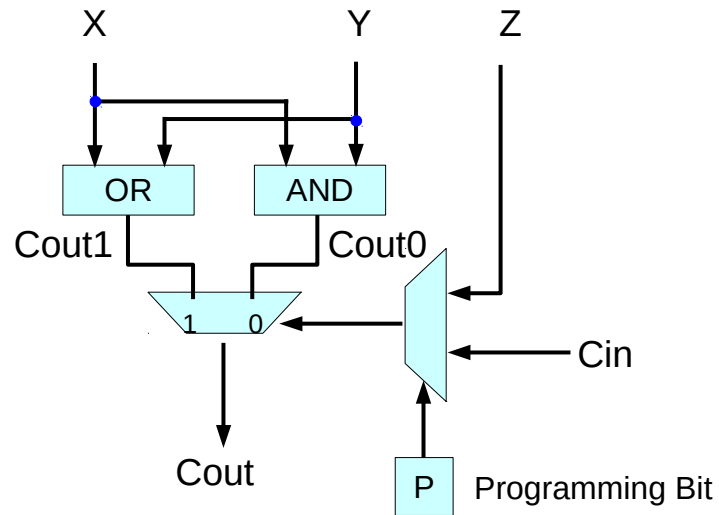 X Y Z
OR AND
Cout1 Cout0
1 0
Cin
Cout
P Programming Bit